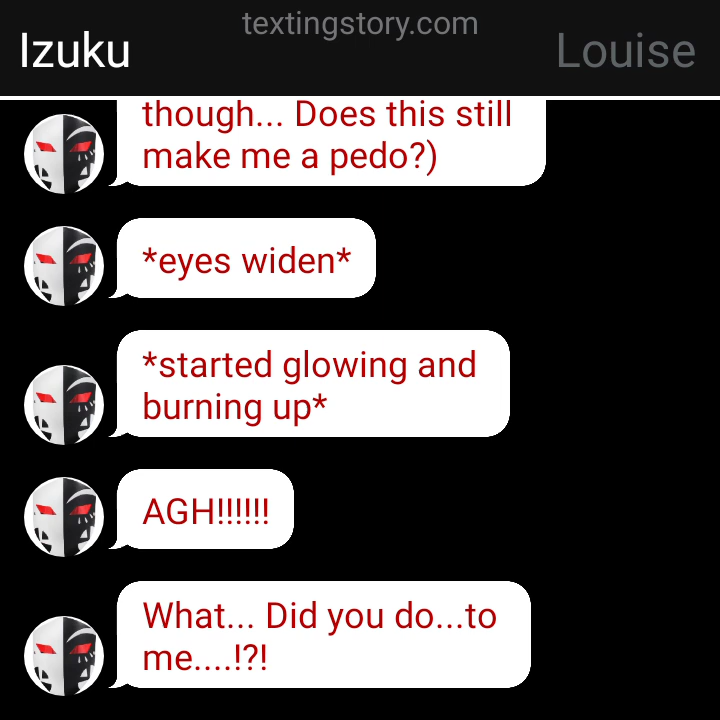 textingstory.com
Izuku
Louise
though... Does this still
make me a pedo?)
*eyes widen*
*started glowing and
burning up*
AGH!!!!!!
What... Did you do...to
me....!?!